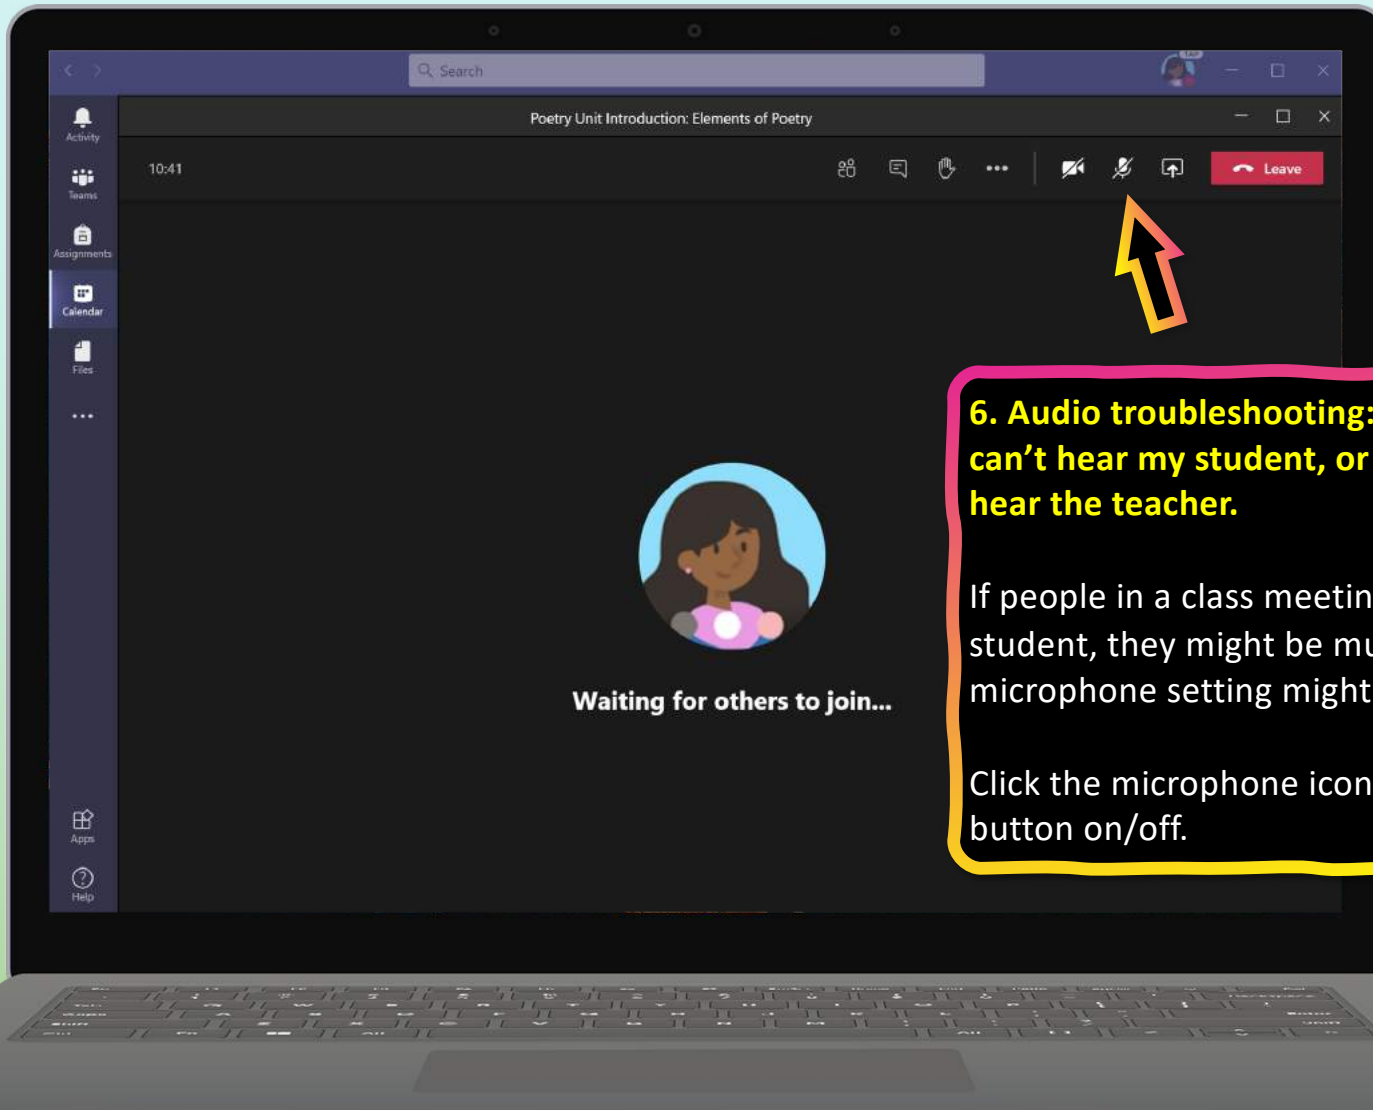 Search
Poetry Unit Introduction: Elements of Poetry
Activity
10:41
Leave
Teams
Assignments
Calendar
Files
6. Audio troubleshooting:
can't hear my student, or
hear the teacher.
If people in a class meetin
student, they might be mu
microphone setting might
Click the microphone icon
button on/off.
Waiting for others to join...
Apps
Help